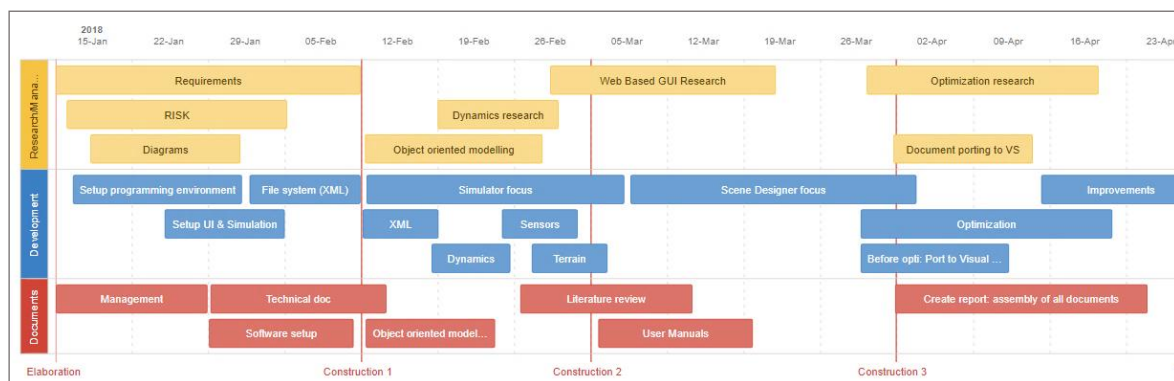 2018
15-Jan 22-Jan 29-Jan 05-Feb 12-Feb 19-Feb 26-Feb 05-Mar 12-Mar 19-Mar 26-Mar 02-Apr 09-Apr 16-Apr 23-Apr
Research/Mana...
Requirements Web Based GUI Research Optimization research
RISK Dynamics research
Diagrams Object oriented modelling Document porting to VS
Development
Setup programming environment File system (XML) Simulator focus Scene Designer focus Improvements
Setup UI & Simulation XML Sensors Optimization
Dynamics Terrain Before opti: Port to Visual ...
Documents
Management Technical doc Literature review Create report: assembly of all documents
Software setup Object oriented model... User Manuals
Elaboration Construction 1 Construction 2 Construction 3